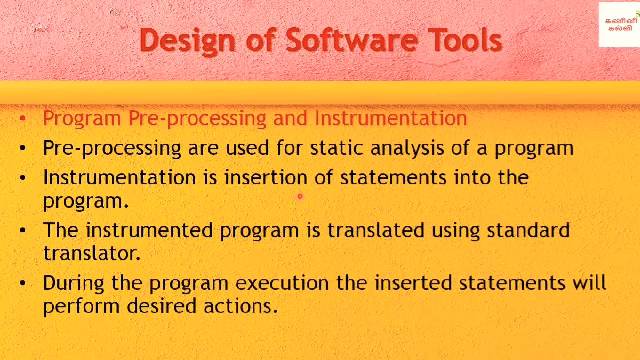 கணினி
கல்வி
Design of Software Tools
• Program Pre-processing and Instrumentation
• Pre-processing are used for static analysis of a program
• Instrumentation is insertion of statements into the
program.
• The instrumented program is translated using standard
translator.
• During the program execution the inserted statements will
perform desired actions.